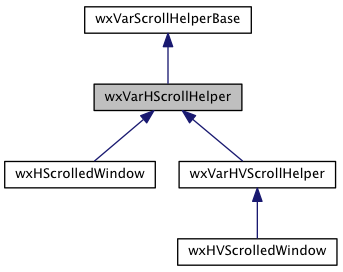 wxVarScrollHelperBase
wxVarHScrollHelper
wxHScrolledWindow
wxVarHVScrollHelper
wxHVScrolledWindow